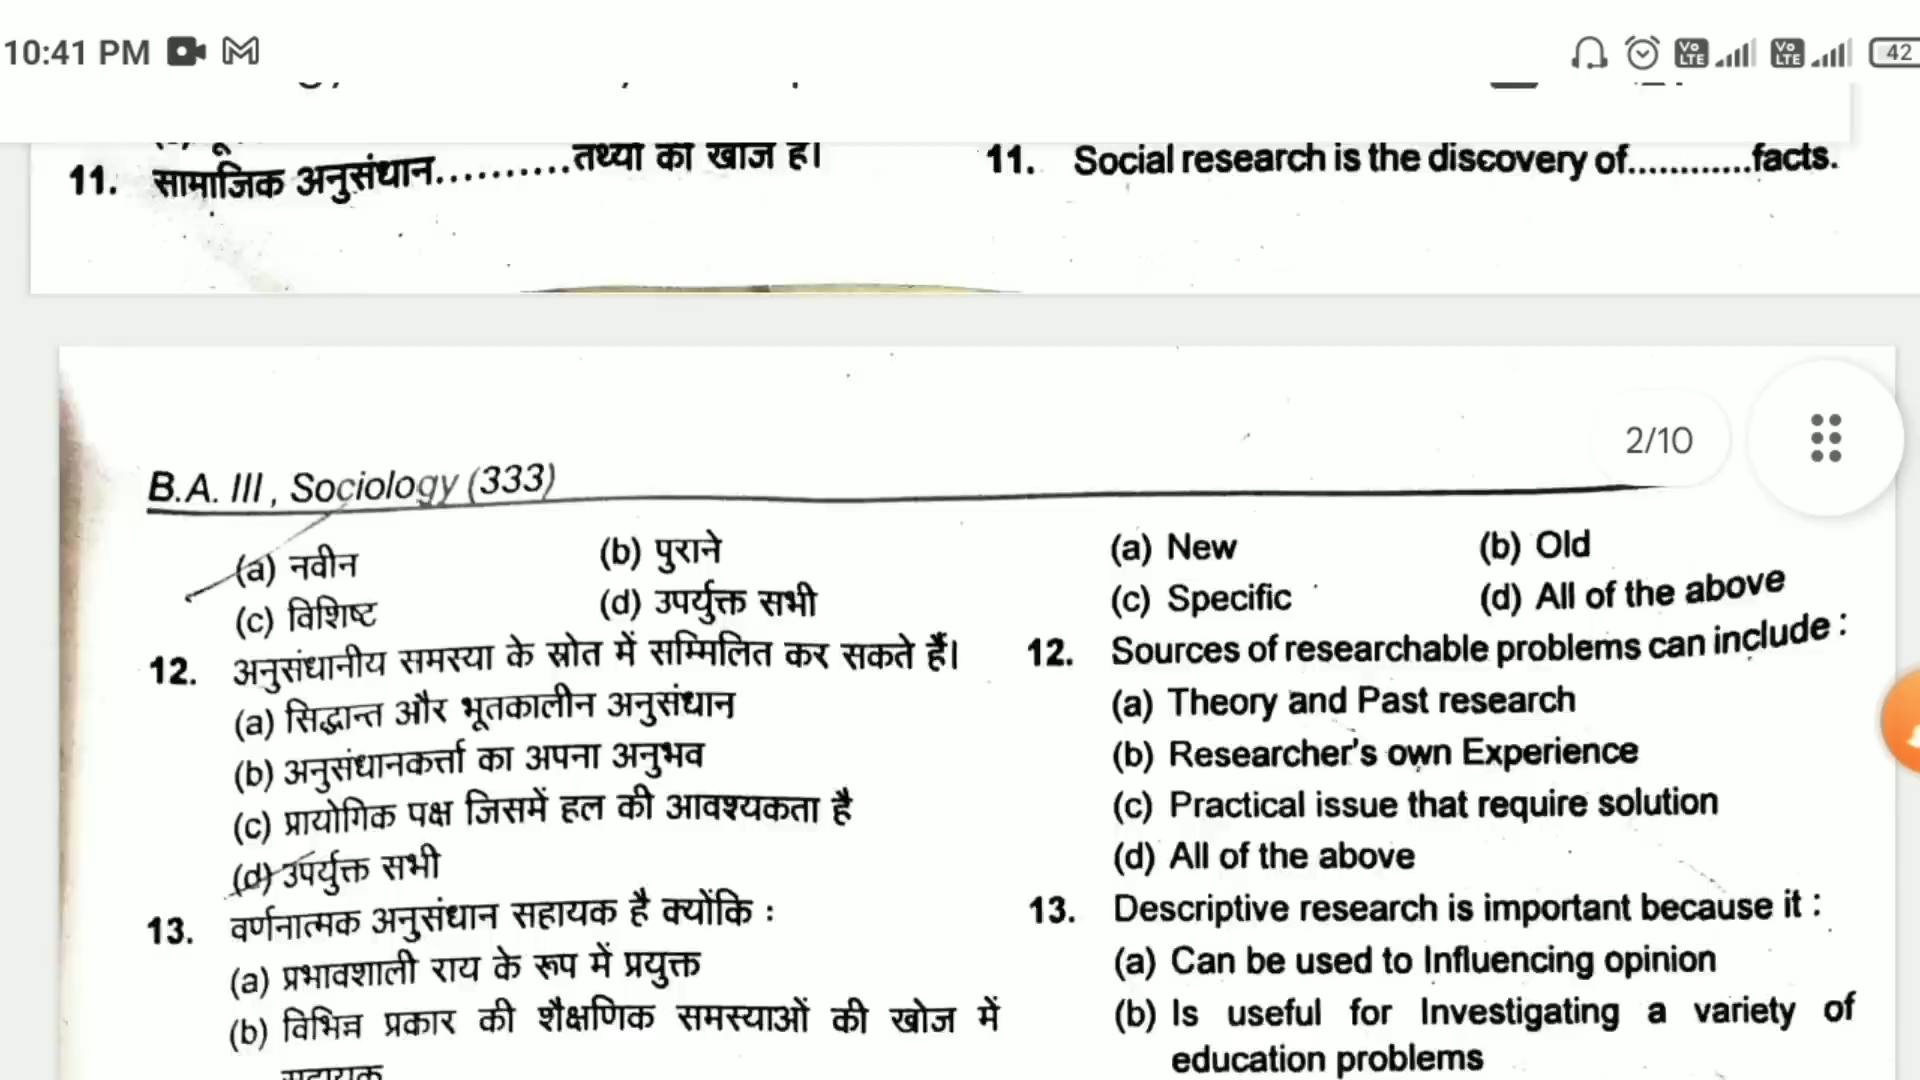 10:41 PM
Vo LTE Vo LTE 42
11. सामाजिक अनुसंधान..........तथ्यों की खोज है।
11. Social research is the discovery of............facts.
2/10
B.A. III, Sociology (333)
(a) नवीन (b) पुराने
(c) विशिष्ट (d) उपर्युक्त सभी
12. अनुसंधानीय समस्या के स्रोत में सम्मिलित कर सकते हैं।
(a) सिद्धान्त और भूतकालीन अनुसंधान
(b) अनुसंधानकर्त्ता का अपना अनुभव
(c) प्रायोगिक पक्ष जिसमें हल की आवश्यकता है
(d) उपर्युक्त सभी
13. वर्णनात्मक अनुसंधान सहायक है क्योंकि :
(a) प्रभावशाली राय के रूप में प्रयुक्त
(b) विभिन्न प्रकार की शैक्षणिक समस्याओं की खोज में
(a) New (b) Old
(c) Specific (d) All of the above
12. Sources of researchable problems can include :
(a) Theory and Past research
(b) Researcher's own Experience
(c) Practical issue that require solution
(d) All of the above
13. Descriptive research is important because it :
(a) Can be used to Influencing opinion
(b) Is useful for Investigating a variety of
education problems